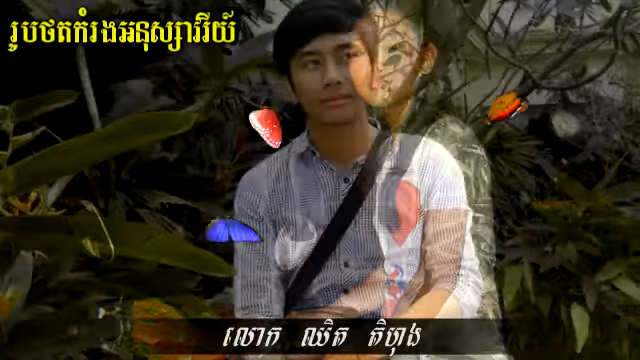 រូបថតកំរងអនុស្សាវរីយ៍
លោក ឈិត គិហុង